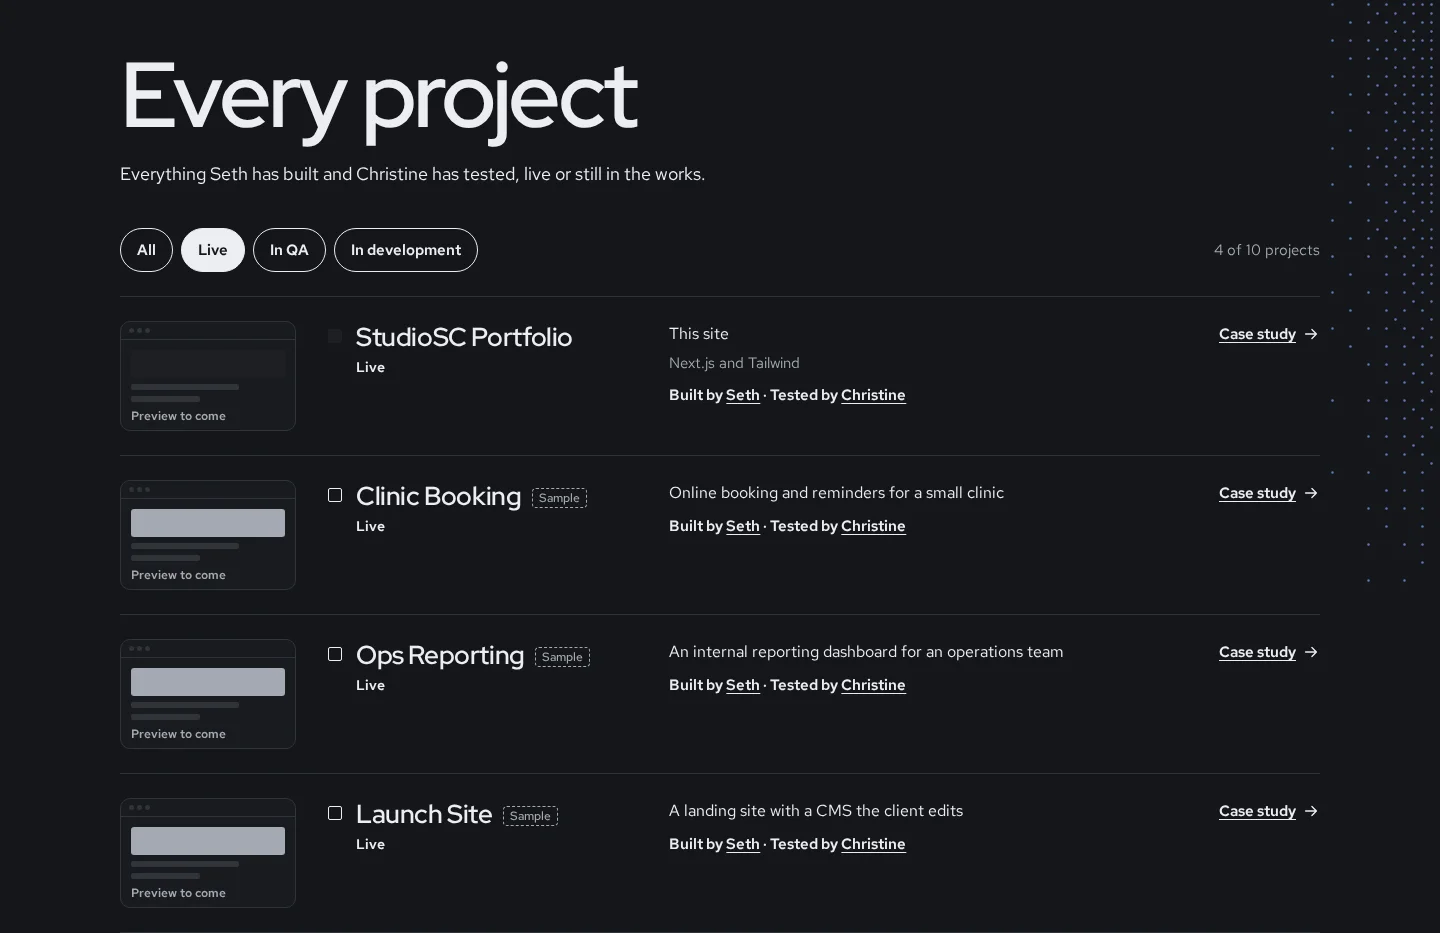 Every project
Everything Seth has built and Christine has tested, live or still in the works.
All
Live
In QA
In development
4 of 10 projects
Preview to come
StudioSC Portfolio
Live
This site
Next.js and Tailwind
Built by Seth · Tested by Christine
Case study →
Preview to come
Clinic Booking
Sample
Live
Online booking and reminders for a small clinic
Built by Seth · Tested by Christine
Case study →
Preview to come
Ops Reporting
Sample
Live
An internal reporting dashboard for an operations team
Built by Seth · Tested by Christine
Case study →
Preview to come
Launch Site
Sample
Live
A landing site with a CMS the client edits
Built by Seth · Tested by Christine
Case study →